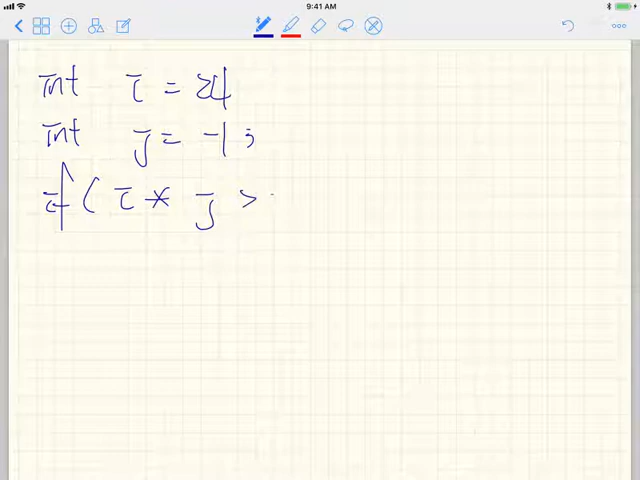 9:41 AM
int i = 24
int j = -1;
if ( i * j >